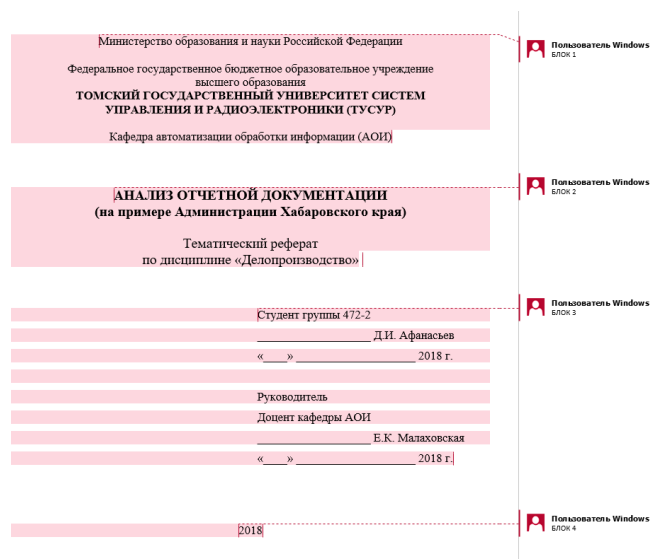 Министерство образования и науки Российской Федерации
Пользователь Windows
БЛОК 1
Федеральное государственное бюджетное образовательное учреждение
высшего образования
ТОМСКИЙ ГОСУДАРСТВЕННЫЙ УНИВЕРСИТЕТ СИСТЕМ
УПРАВЛЕНИЯ И РАДИОЭЛЕКТРОНИКИ (ТУСУР)
Кафедра автоматизации обработки информации (АОИ)
Пользователь Windows
БЛОК 2
АНАЛИЗ ОТЧЕТНОЙ ДОКУМЕНТАЦИИ
(на примере Администрации Хабаровского края)
Тематический реферат
по дисциплине «Делопроизводство»
Пользователь Windows
БЛОК 3
Студент группы 472-2
___________________ Д.И. Афанасьев
«____» ____________________ 2018 г.
Руководитель
Доцент кафедры АОИ
___________________ Е.К. Малаховская
«____» ____________________ 2018 г.
Пользователь Windows
БЛОК 4
2018